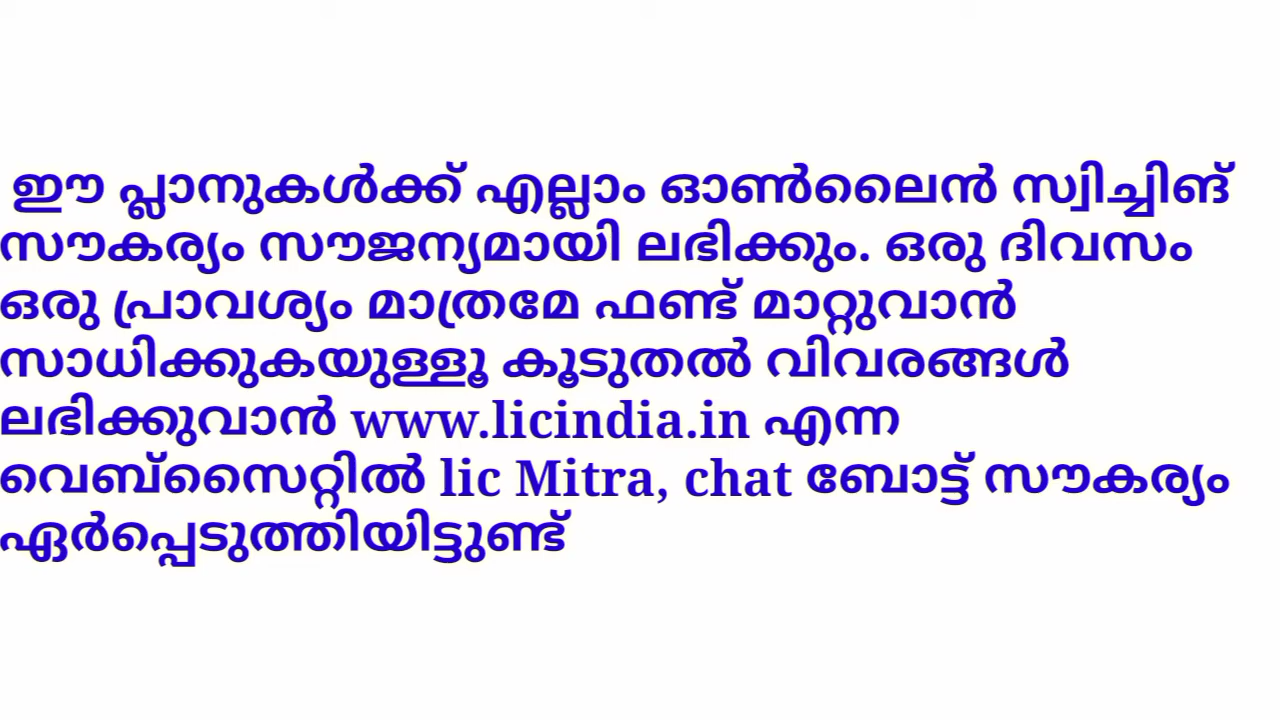 ഈ പ്ലാനുകൾക്ക് എല്ലാം ഓൺലൈൻ സ്വിച്ചിങ്
സൗകര്യം സൗജന്യമായി ലഭിക്കും. ഒരു ദിവസം
ഒരു പ്രാവശ്യം മാത്രമേ ഫണ്ട് മാറ്റുവാൻ
സാധിക്കുകയുള്ളൂ കൂടുതൽ വിവരങ്ങൾ
ലഭിക്കുവാൻ www.licindia.in എന്ന
വെബ്സൈറ്റിൽ lic Mitra, chat ബോട്ട് സൗകര്യം
ഏർപ്പെടുത്തിയിട്ടുണ്ട്